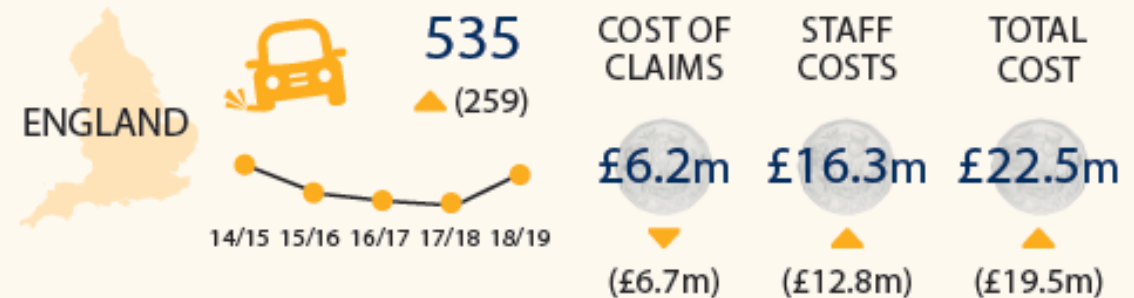 ENGLAND
535
(259)
14/15 15/16 16/17 17/18 18/19
COST OF
CLAIMS
£6.2m
(£6.7m)
STAFF
COSTS
£16.3m
(£12.8m)
TOTAL
COST
£22.5m
(£19.5m)